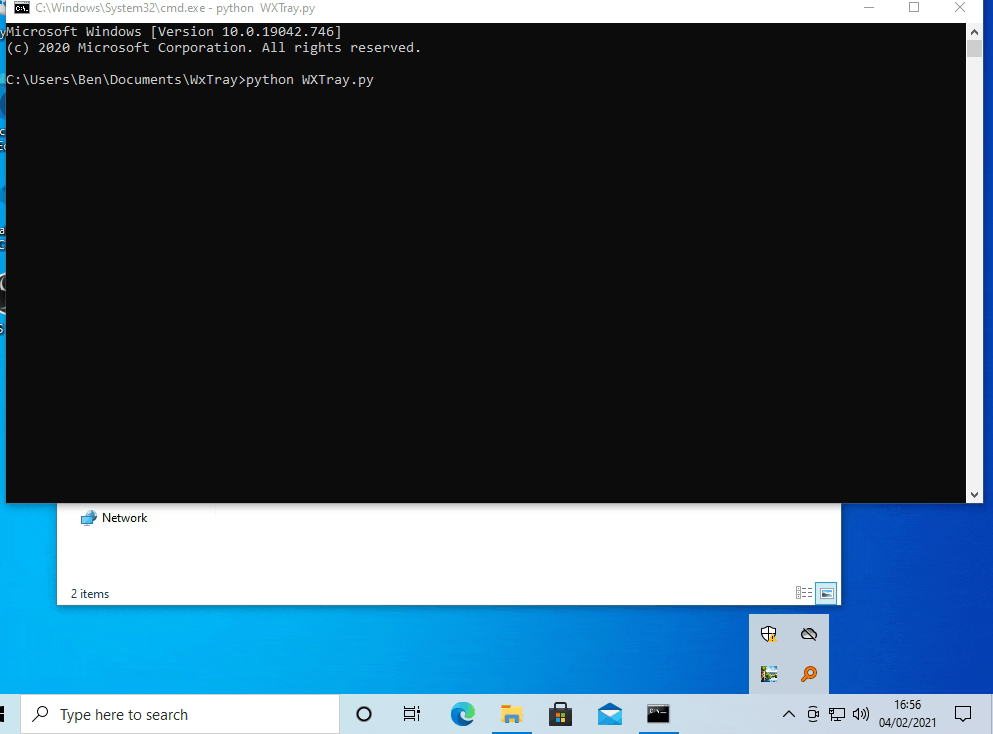 C:\Windows\System32\cmd.exe - python  WXTray.py
Microsoft Windows [Version 10.0.19042.746]
(c) 2020 Microsoft Corporation. All rights reserved.
C:\Users\Ben\Documents\WxTray>python WXTray.py
Network
2 items
Type here to search
16:56
04/02/2021